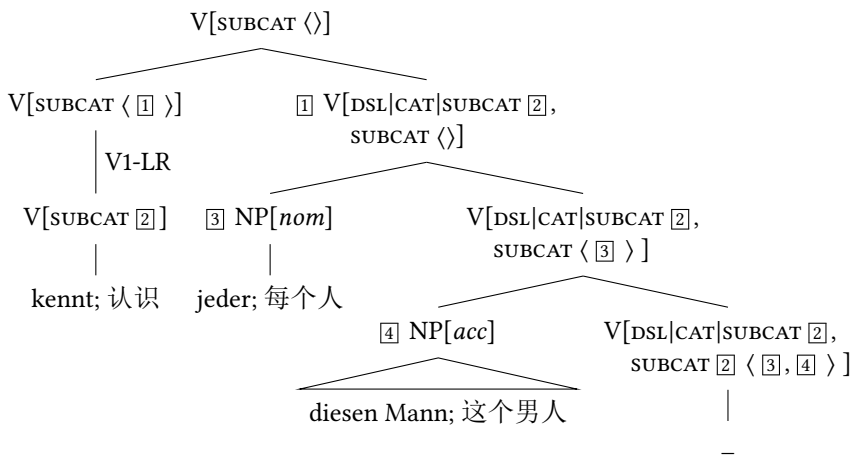 V[SUBCAT ⟨⟩]
V[SUBCAT ⟨ 1 ⟩] 1 V[DSL|CAT|SUBCAT 2,
SUBCAT ⟨⟩]
V1-LR
V[SUBCAT 2] 3 NP[nom] V[DSL|CAT|SUBCAT 2,
SUBCAT ⟨ 3 ⟩]
kennt; 认识 jeder; 每个人
4 NP[acc] V[DSL|CAT|SUBCAT 2,
SUBCAT 2 ⟨ 3, 4 ⟩]
diesen Mann; 这个男人
_